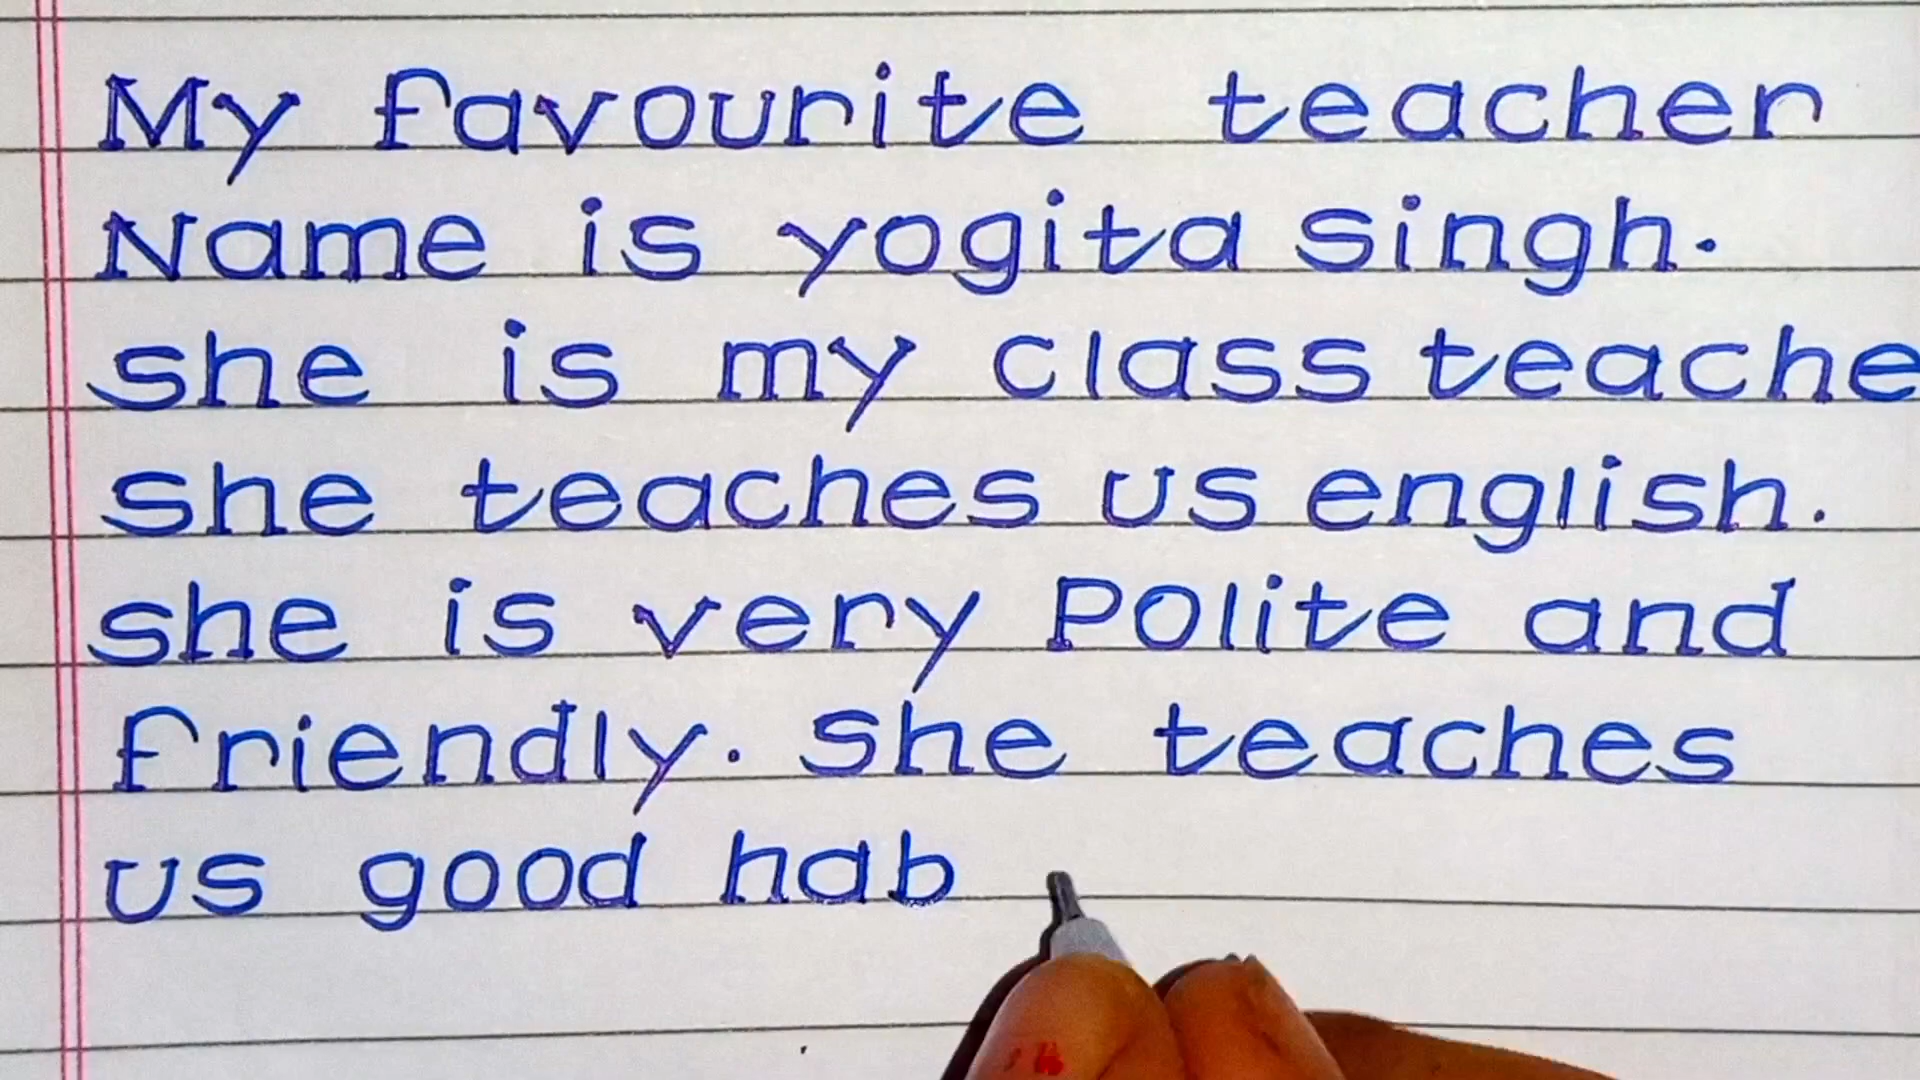 My favourite teacher
Name is yogita singh.
she is my class teache
she teaches us english.
she is very Polite and
friendly. She teaches
us good hab